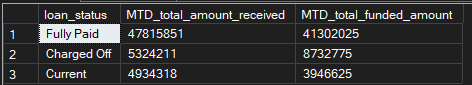 loan_status MTD_total_amount_received MTD_total_funded_amount
1 Fully Paid 47815851 41302025
2 Charged Off 5324211 8732775
3 Current 4934318 3946625